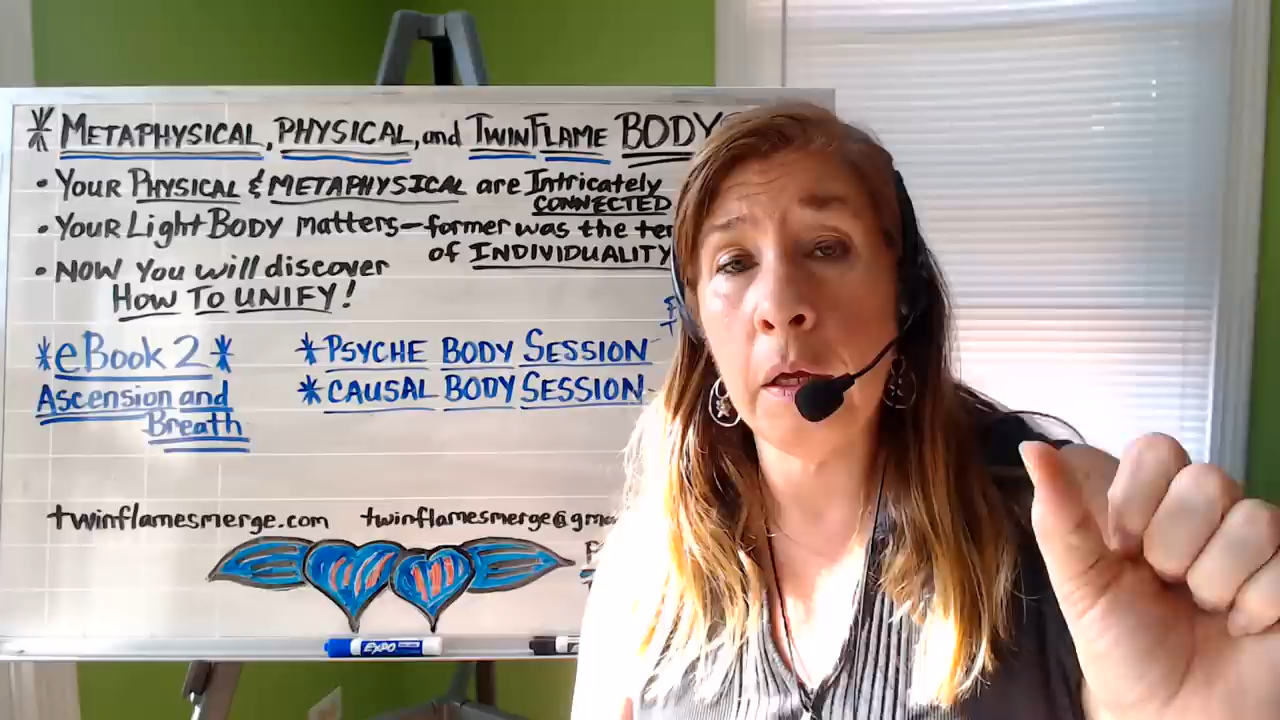 * METAPHYSICAL, PHYSICAL, and TWINFLAME BODY
• YOUR PHYSICAL & METAPHYSICAL are Intricately
CONNECTED
• YOUR LightBODY matters—former was the
of INDIVIDUALITY
• NOW YOU will discover
HOW TO UNIFY!
*eBook 2*
Ascension and
Breath
*PSYCHE BODY SESSION
*CAUSAL BODY SESSION
twinflamesmerge.com twinflamesmerge@
EXPO